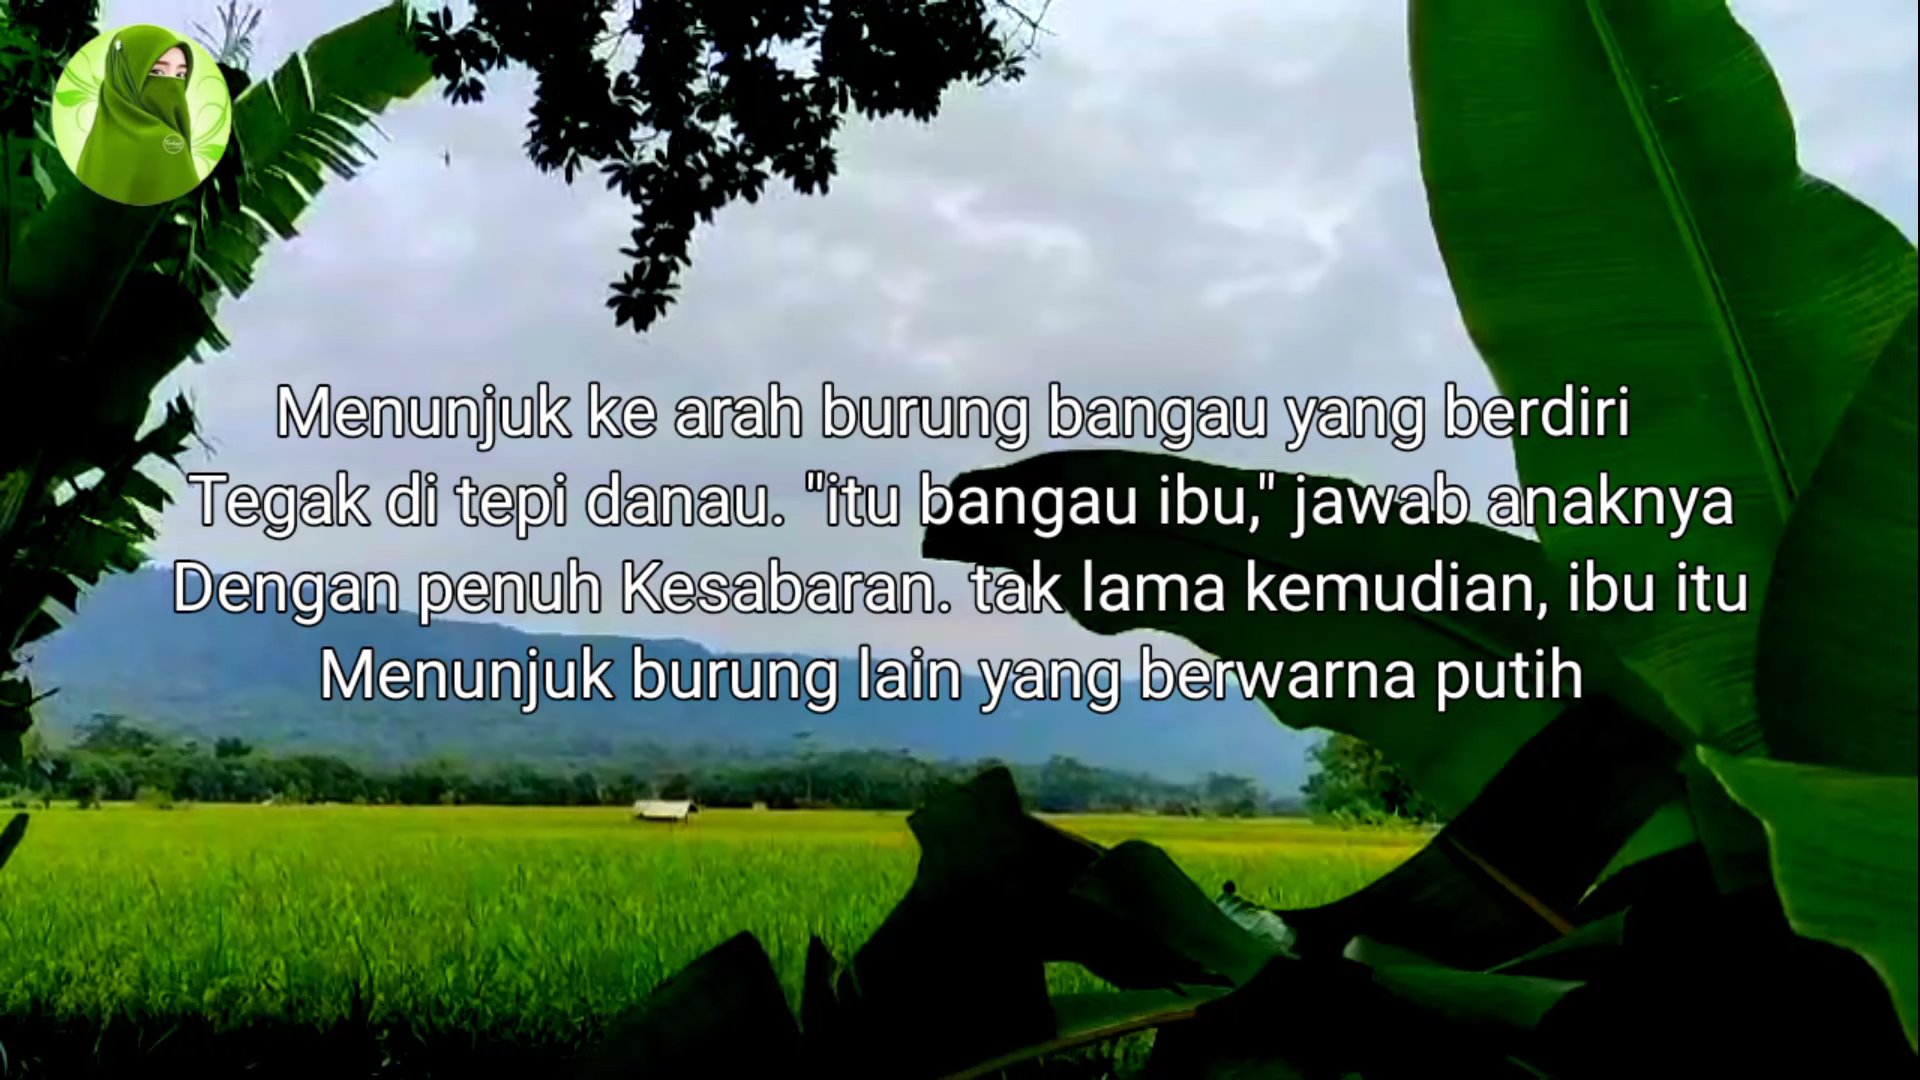 Menunjuk ke arah burung bangau yang berdiri
Tegak di tepi danau. "itu bangau ibu," jawab anaknya
Dengan penuh Kesabaran. tak lama kemudian, ibu itu
Menunjuk burung lain yang berwarna putih